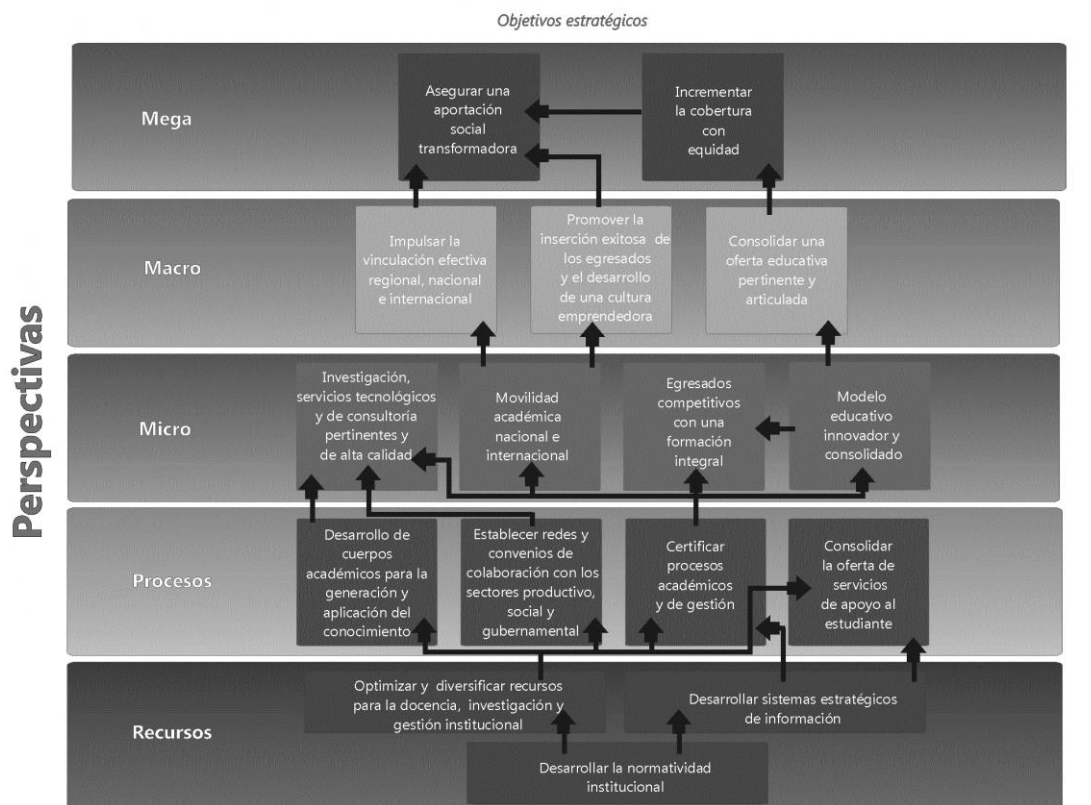 Objetivos estratégicos
Perspectivas
Mega
Asegurar una
aportación
social
transformadora
Incrementar
la cobertura
con
equidad
Macro
Impulsar la
vinculación efectiva
regional, nacional
e internacional
Promover la
inserción exitosa de
los egresados
y el desarrollo
de una cultura
emprendedora
Consolidar una
oferta educativa
pertinente y
articulada
Micro
Investigación,
servicios tecnológicos
y de consultoría
pertinentes y
de alta calidad
Movilidad
académica
nacional e
internacional
Egresados
competitivos
con una
formación
integral
Modelo
educativo
innovador y
consolidado
Procesos
Desarrollo de
cuerpos
académicos para la
generación y
aplicación del
conocimiento
Establecer redes y
convenios de
colaboración con los
sectores productivo,
social y
gubernamental
Certificar
procesos
académicos
y de gestión
Consolidar
la oferta de
servicios
de apoyo al
estudiante
Recursos
Optimizar y diversificar recursos
para la docencia, investigación y
gestión institucional
Desarrollar sistemas estratégicos
de información
Desarrollar la normatividad
institucional